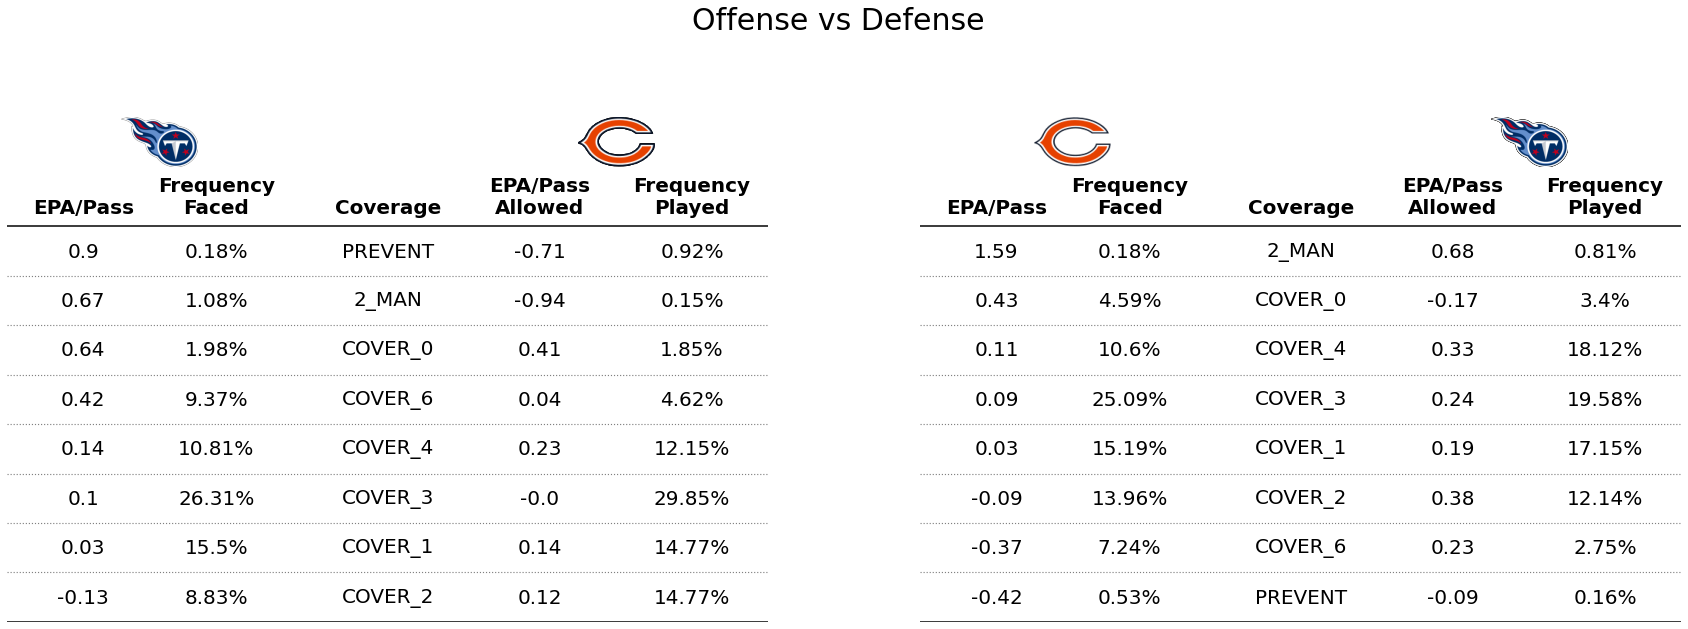 Offense vs Defense
EPA/Pass Frequency Faced Coverage EPA/Pass Allowed Frequency Played
0.9 0.18% PREVENT -0.71 0.92%
0.67 1.08% 2_MAN -0.94 0.15%
0.64 1.98% COVER_0 0.41 1.85%
0.42 9.37% COVER_6 0.04 4.62%
0.14 10.81% COVER_4 0.23 12.15%
0.1 26.31% COVER_3 -0.0 29.85%
0.03 15.5% COVER_1 0.14 14.77%
-0.13 8.83% COVER_2 0.12 14.77%
EPA/Pass Frequency Faced Coverage EPA/Pass Allowed Frequency Played
1.59 0.18% 2_MAN 0.68 0.81%
0.43 4.59% COVER_0 -0.17 3.4%
0.11 10.6% COVER_4 0.33 18.12%
0.09 25.09% COVER_3 0.24 19.58%
0.03 15.19% COVER_1 0.19 17.15%
-0.09 13.96% COVER_2 0.38 12.14%
-0.37 7.24% COVER_6 0.23 2.75%
-0.42 0.53% PREVENT -0.09 0.16%